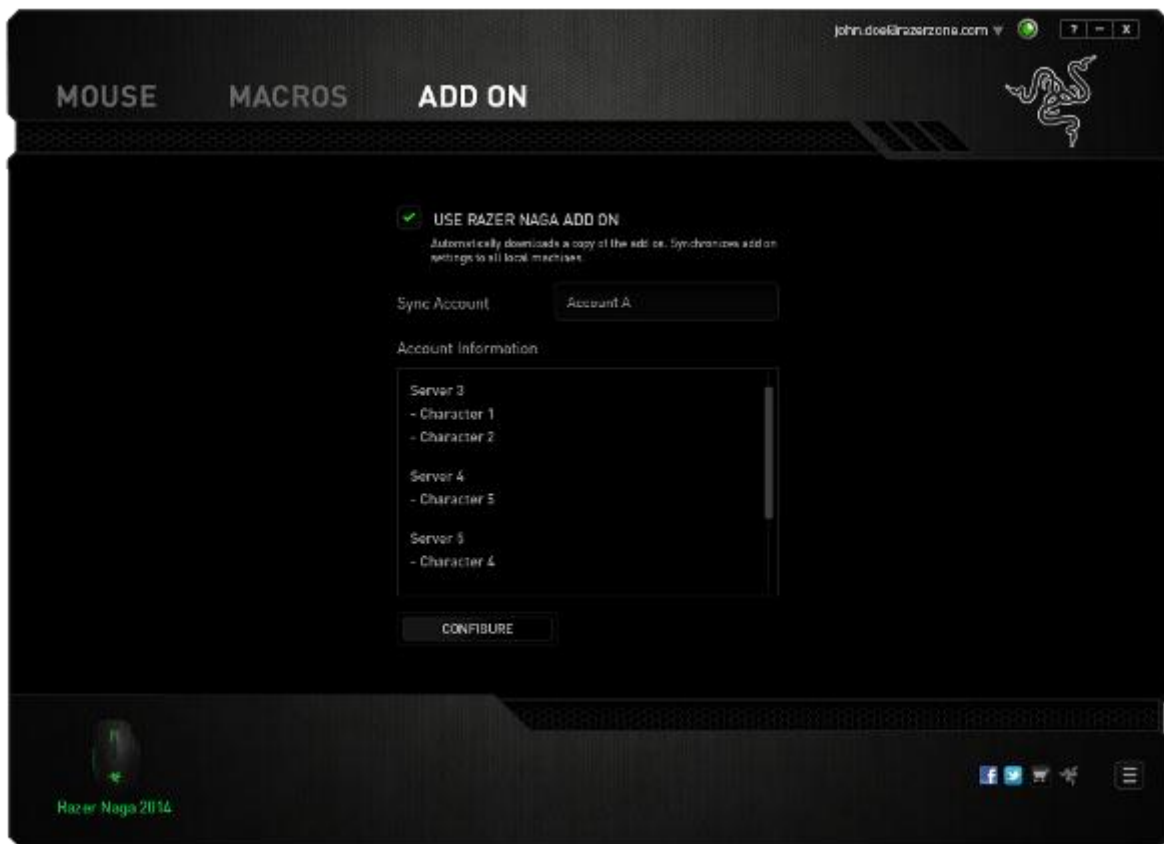 john.doe@razerzone.com
? - X
MOUSE MACROS ADD ON
USE RAZER NAGA ADD ON
Automatically downloads a copy of the add on. Synchronizes add on
settings to all local machines.
Sync Account Account A
Account Information
Server 3
- Character 1
- Character 2
Server 4
- Character 5
Server 5
- Character 4
CONFIGURE
Razer Naga 2014